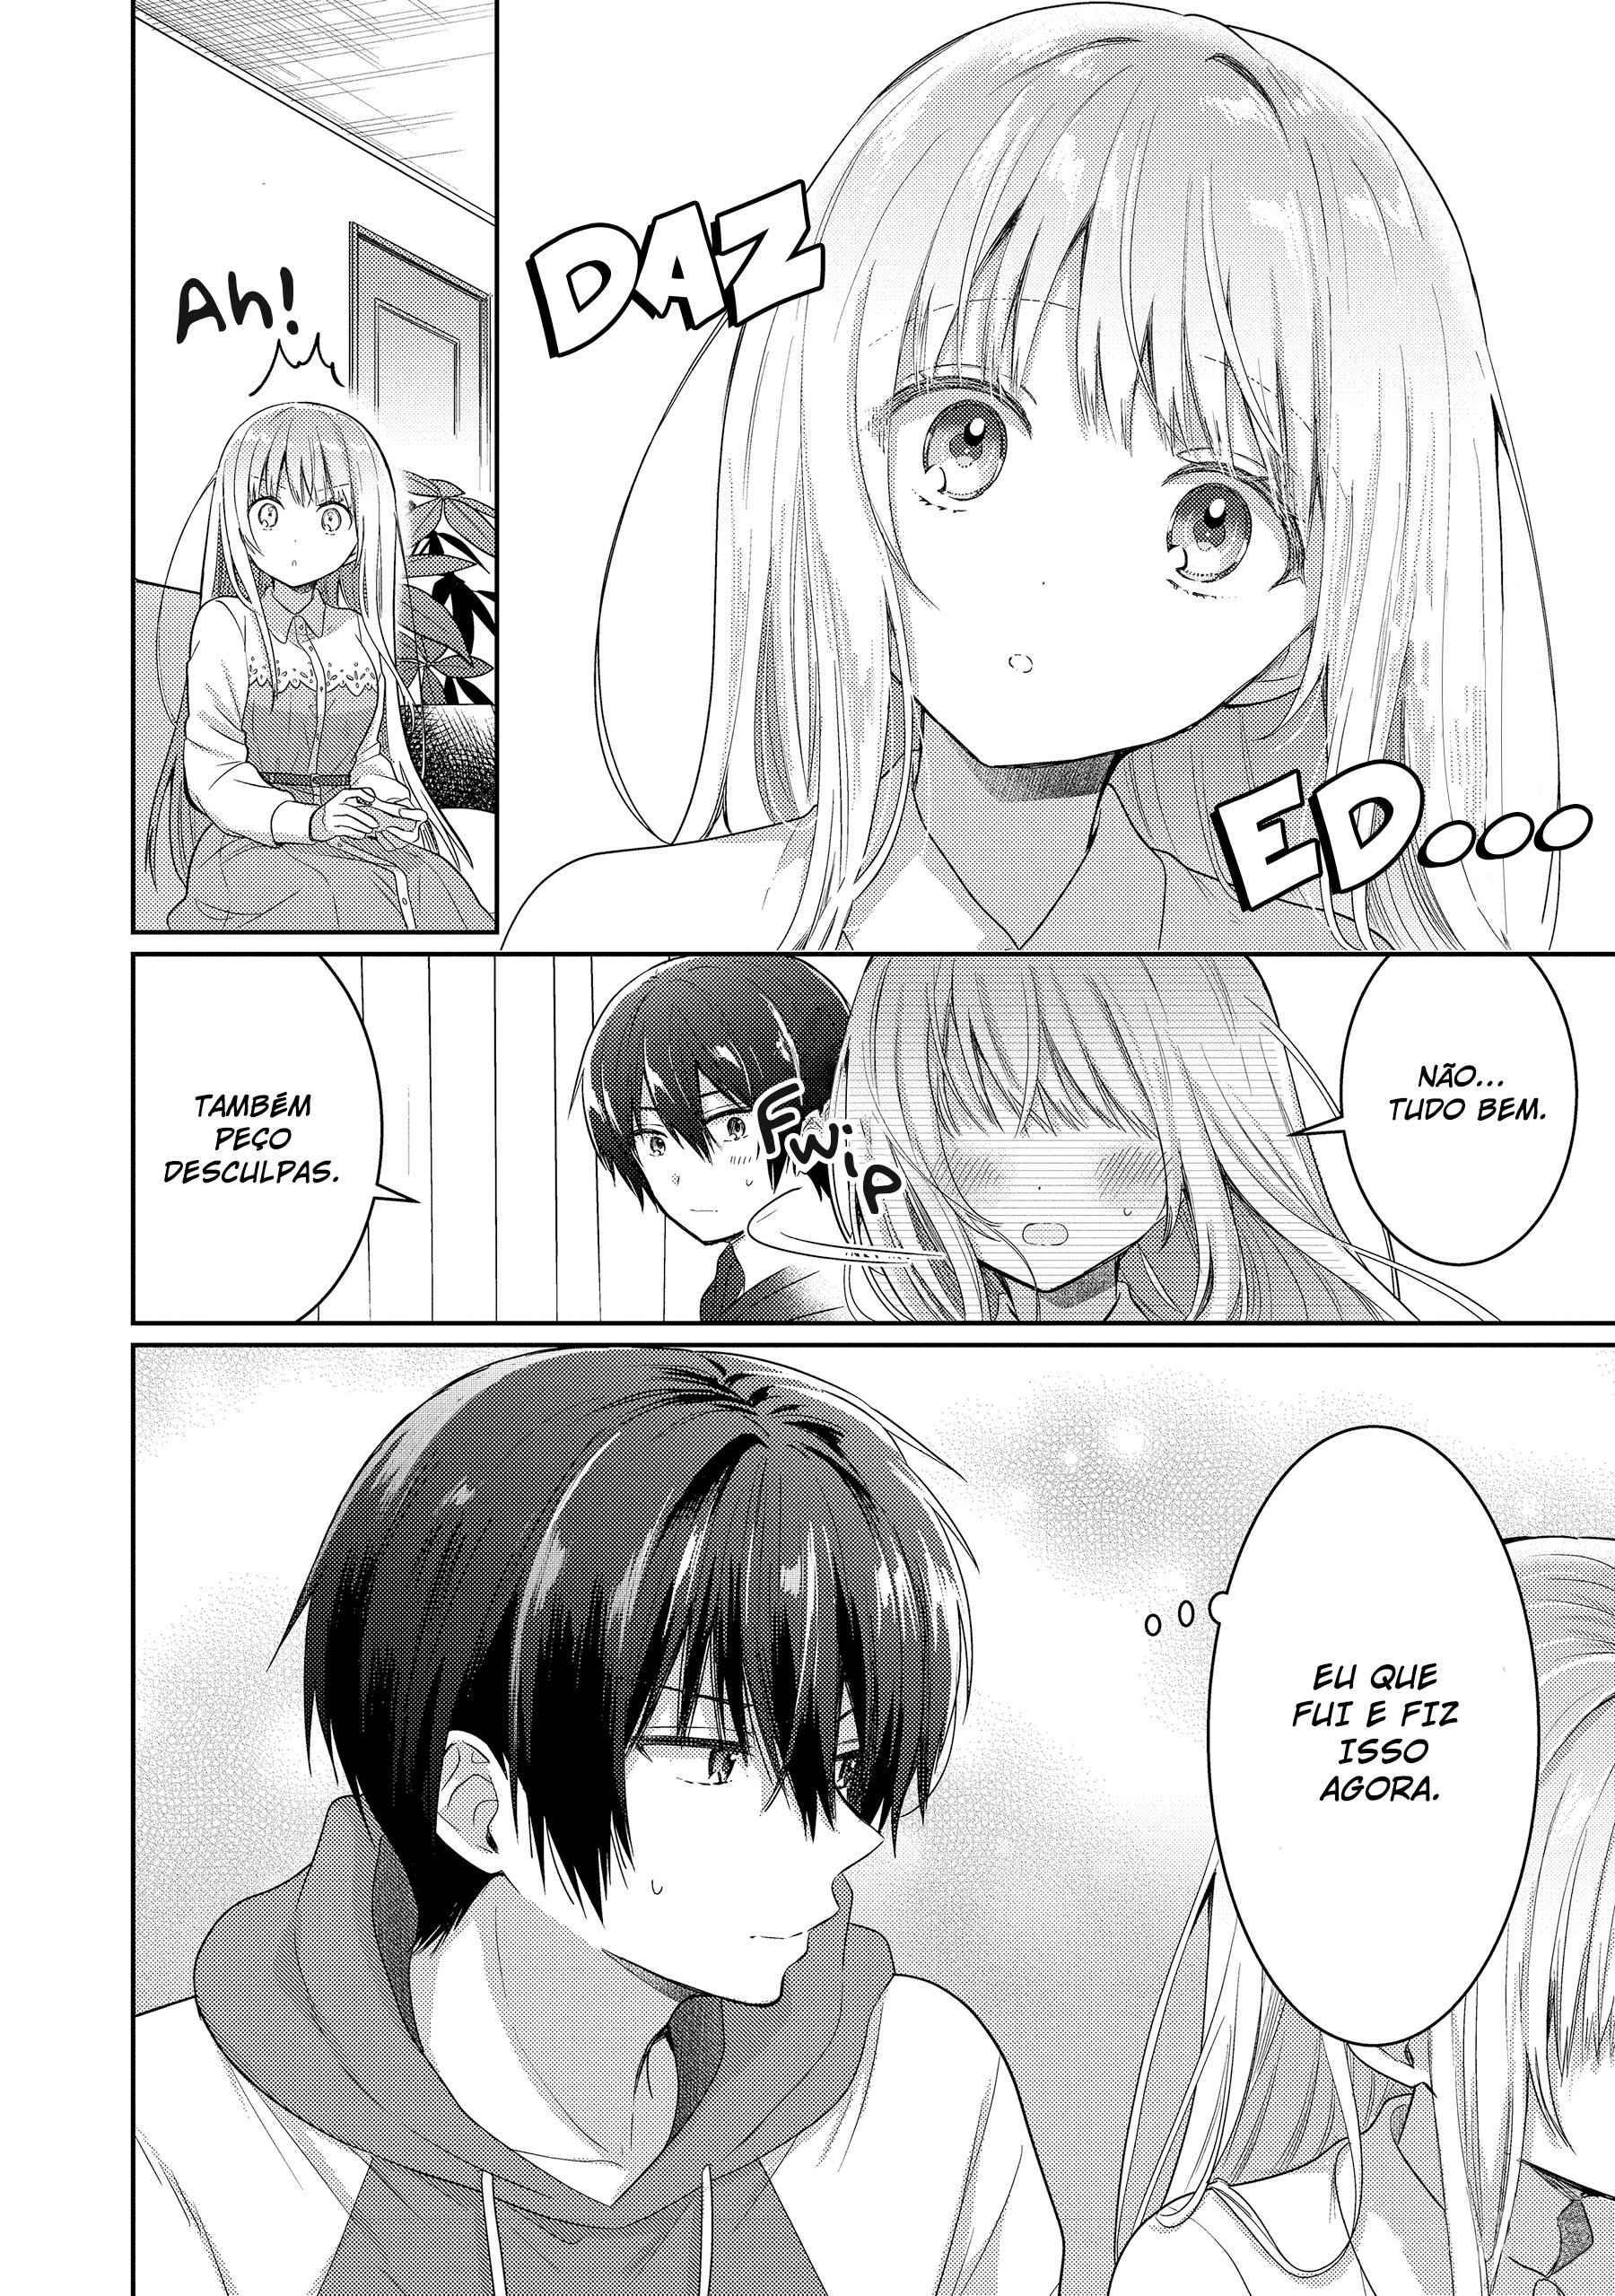 DAZ
ED...
Ah!
NÃO...
TUDO BEM.
FWIP
TAMBÉM
PEÇO
DESCULPAS.
EU QUE
FUI E FIZ
ISSO
AGORA.